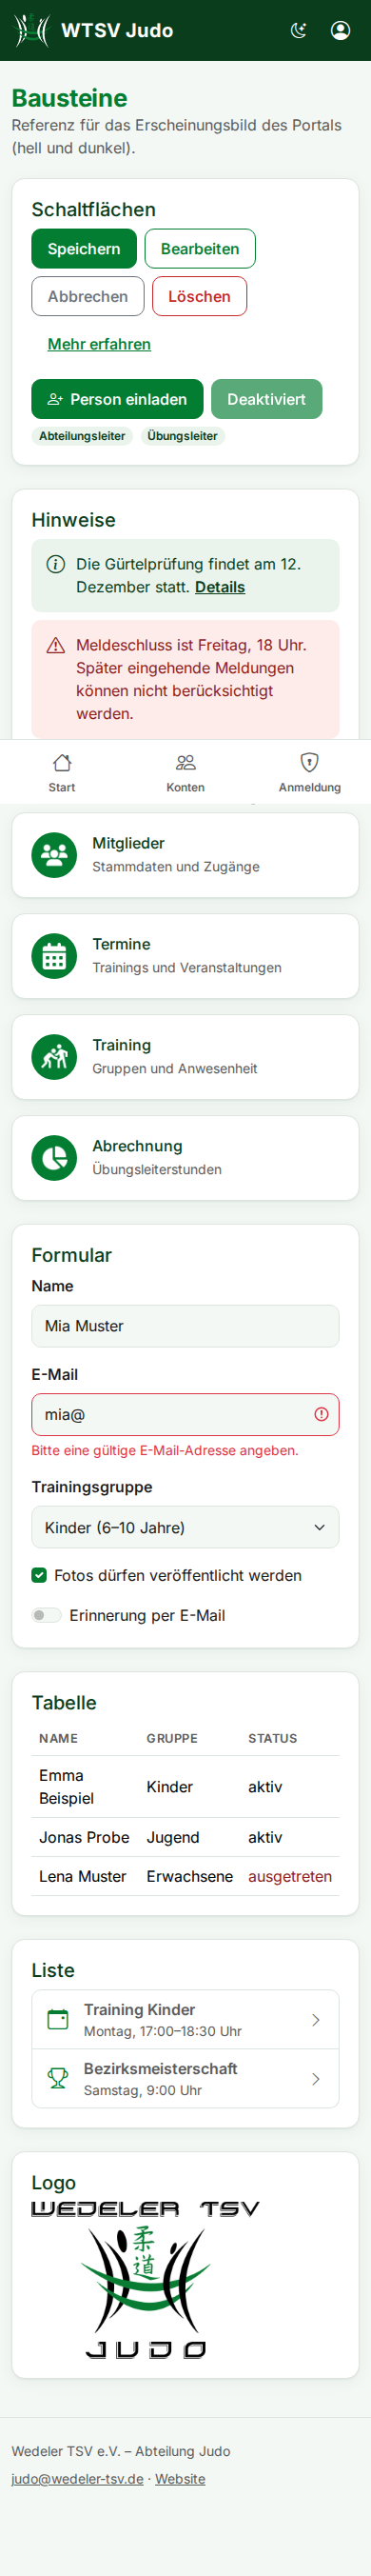 WTSV Judo
Bausteine
Referenz für das Erscheinungsbild des Portals
(hell und dunkel).
Schaltflächen
Speichern
Bearbeiten
Abbrechen
Löschen
Mehr erfahren
Person einladen
Deaktiviert
Abteilungsleiter
Übungsleiter
Hinweise
Die Gürtelprüfung findet am 12.
Dezember statt. Details
Meldeschluss ist Freitag, 18 Uhr.
Später eingehende Meldungen
können nicht berücksichtigt
werden.
Start
Konten
Anmeldung
Mitglieder
Stammdaten und Zugänge
Termine
Trainings und Veranstaltungen
Training
Gruppen und Anwesenheit
Abrechnung
Übungsleiterstunden
Formular
Name
Mia Muster
E-Mail
mia@
Bitte eine gültige E-Mail-Adresse angeben.
Trainingsgruppe
Kinder (6–10 Jahre)
Fotos dürfen veröffentlicht werden
Erinnerung per E-Mail
Tabelle
NAME GRUPPE STATUS
Emma
Beispiel
Kinder aktiv
Jonas Probe Jugend aktiv
Lena Muster Erwachsene ausgetreten
Liste
Training Kinder
Montag, 17:00–18:30 Uhr
Bezirksmeisterschaft
Samstag, 9:00 Uhr
Logo
WEDELER TSV
柔
道
JUDO
Wedeler TSV e.V. – Abteilung Judo
judo@wedeler-tsv.de · Website